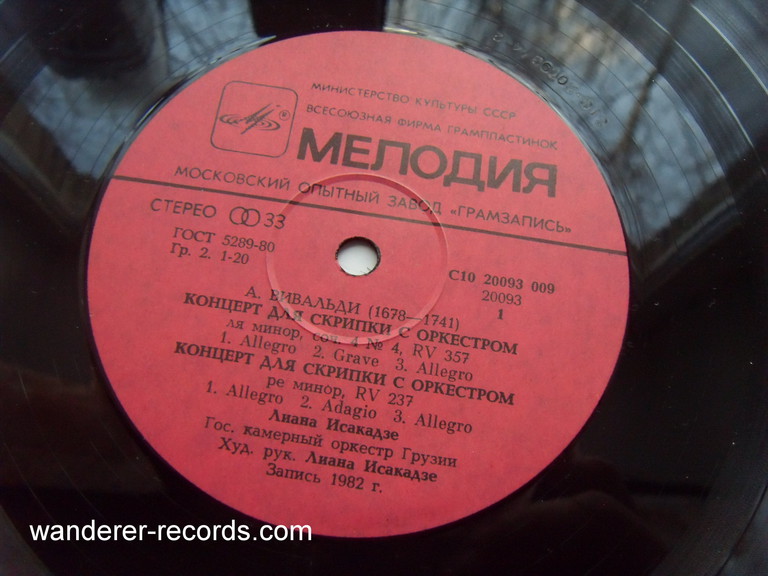 МИНИСТЕРСТВО КУЛЬТУРЫ СССР
ВСЕСОЮЗНАЯ ФИРМА ГРАМПЛАСТИНОК
МЕЛОДИЯ
МОСКОВСКИЙ ОПЫТНЫЙ ЗАВОД «ГРАМЗАПИСЬ»
СТЕРЕО 33
ГОСТ 5289-80
Гр. 2. 1-20
С10 20093 009
20093
1
А. ВИВАЛЬДИ (1678—1741)
КОНЦЕРТ ДЛЯ СКРИПКИ С ОРКЕСТРОМ
ля минор, соч. 4 № 4, RV 357
1. Allegro 2. Grave 3. Allegro
КОНЦЕРТ ДЛЯ СКРИПКИ С ОРКЕСТРОМ
ре минор, RV 237
1. Allegro 2. Adagio 3. Allegro
Лиана Исакадзе
Гос. камерный оркестр Грузии
Худ. рук. Лиана Исакадзе
Запись 1982 г.
wanderer-records.com